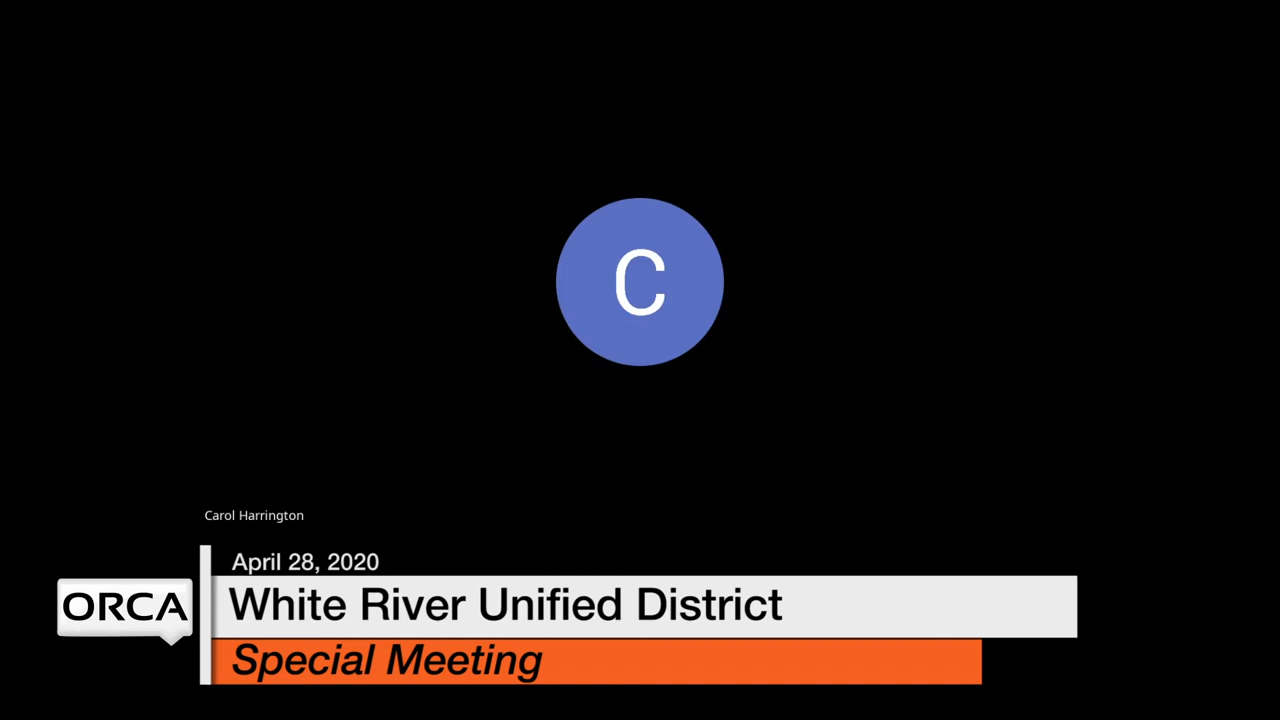 C
Carol Harrington
April 28, 2020
ORCA
White River Unified District
Special Meeting